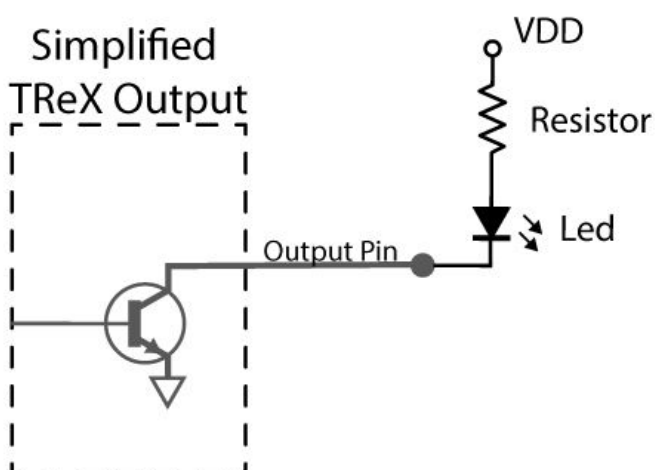 Simplified
TReX Output
VDD
Resistor
Led
Output Pin